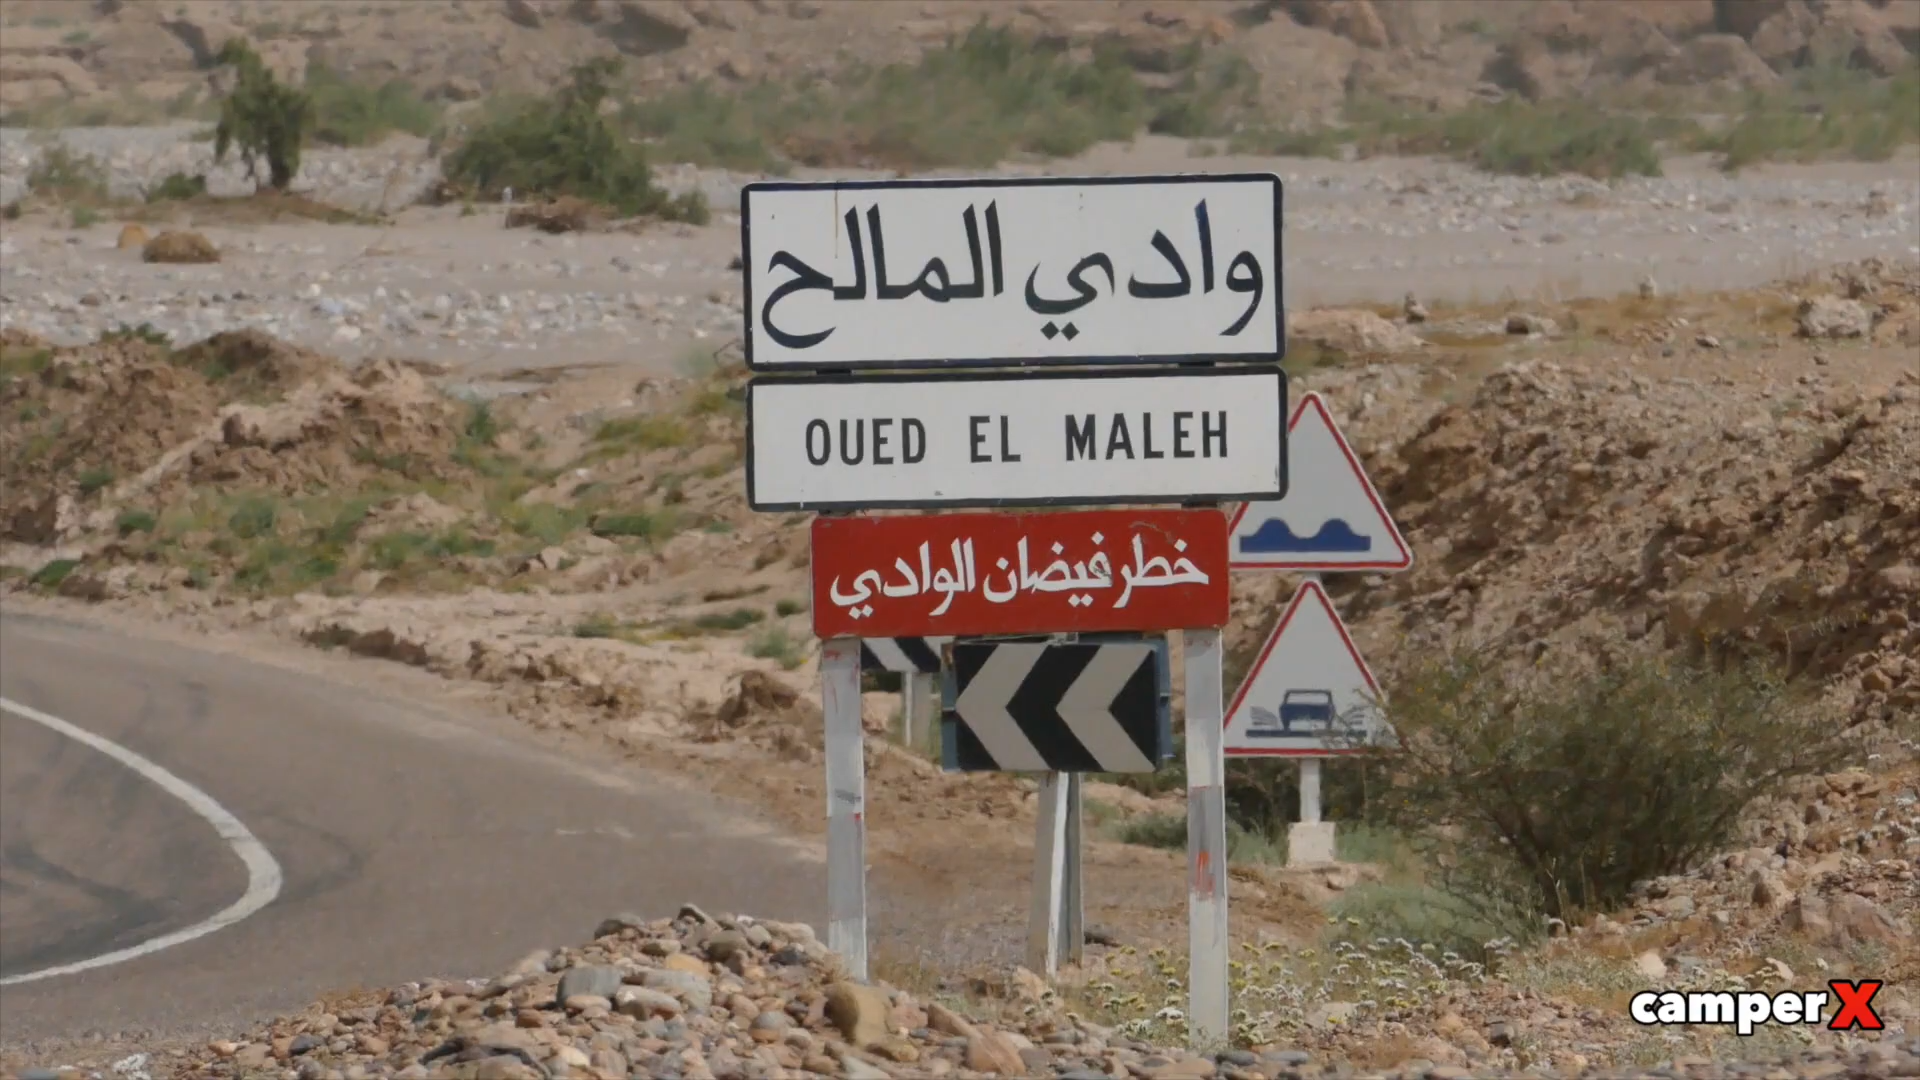 وادي المالح
OUED EL MALEH
خطر فيضان الوادي
camperX